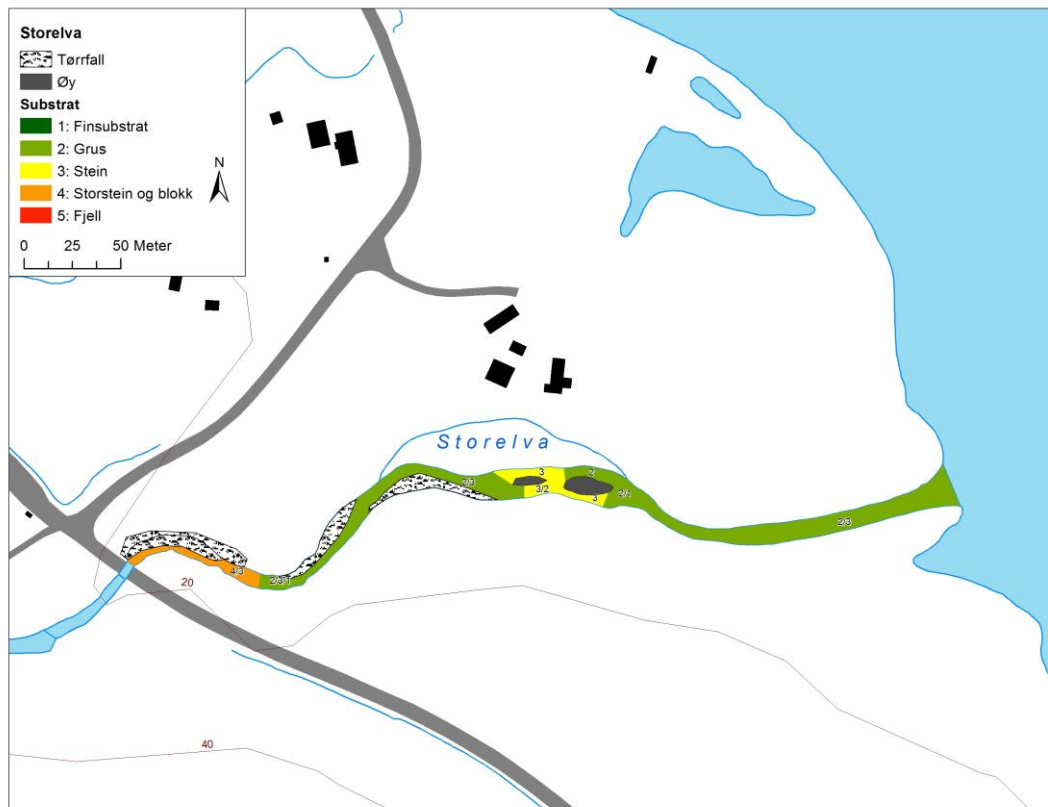 Storelva
Tørrfall
Øy
Substrat
1: Finsubstrat
2: Grus
3: Stein
4: Storstein og blokk
5: Fjell
N
0 25 50 Meter
Storelva
3
2
2/3
3/2
3
2/1
2/3
4/3
20
40